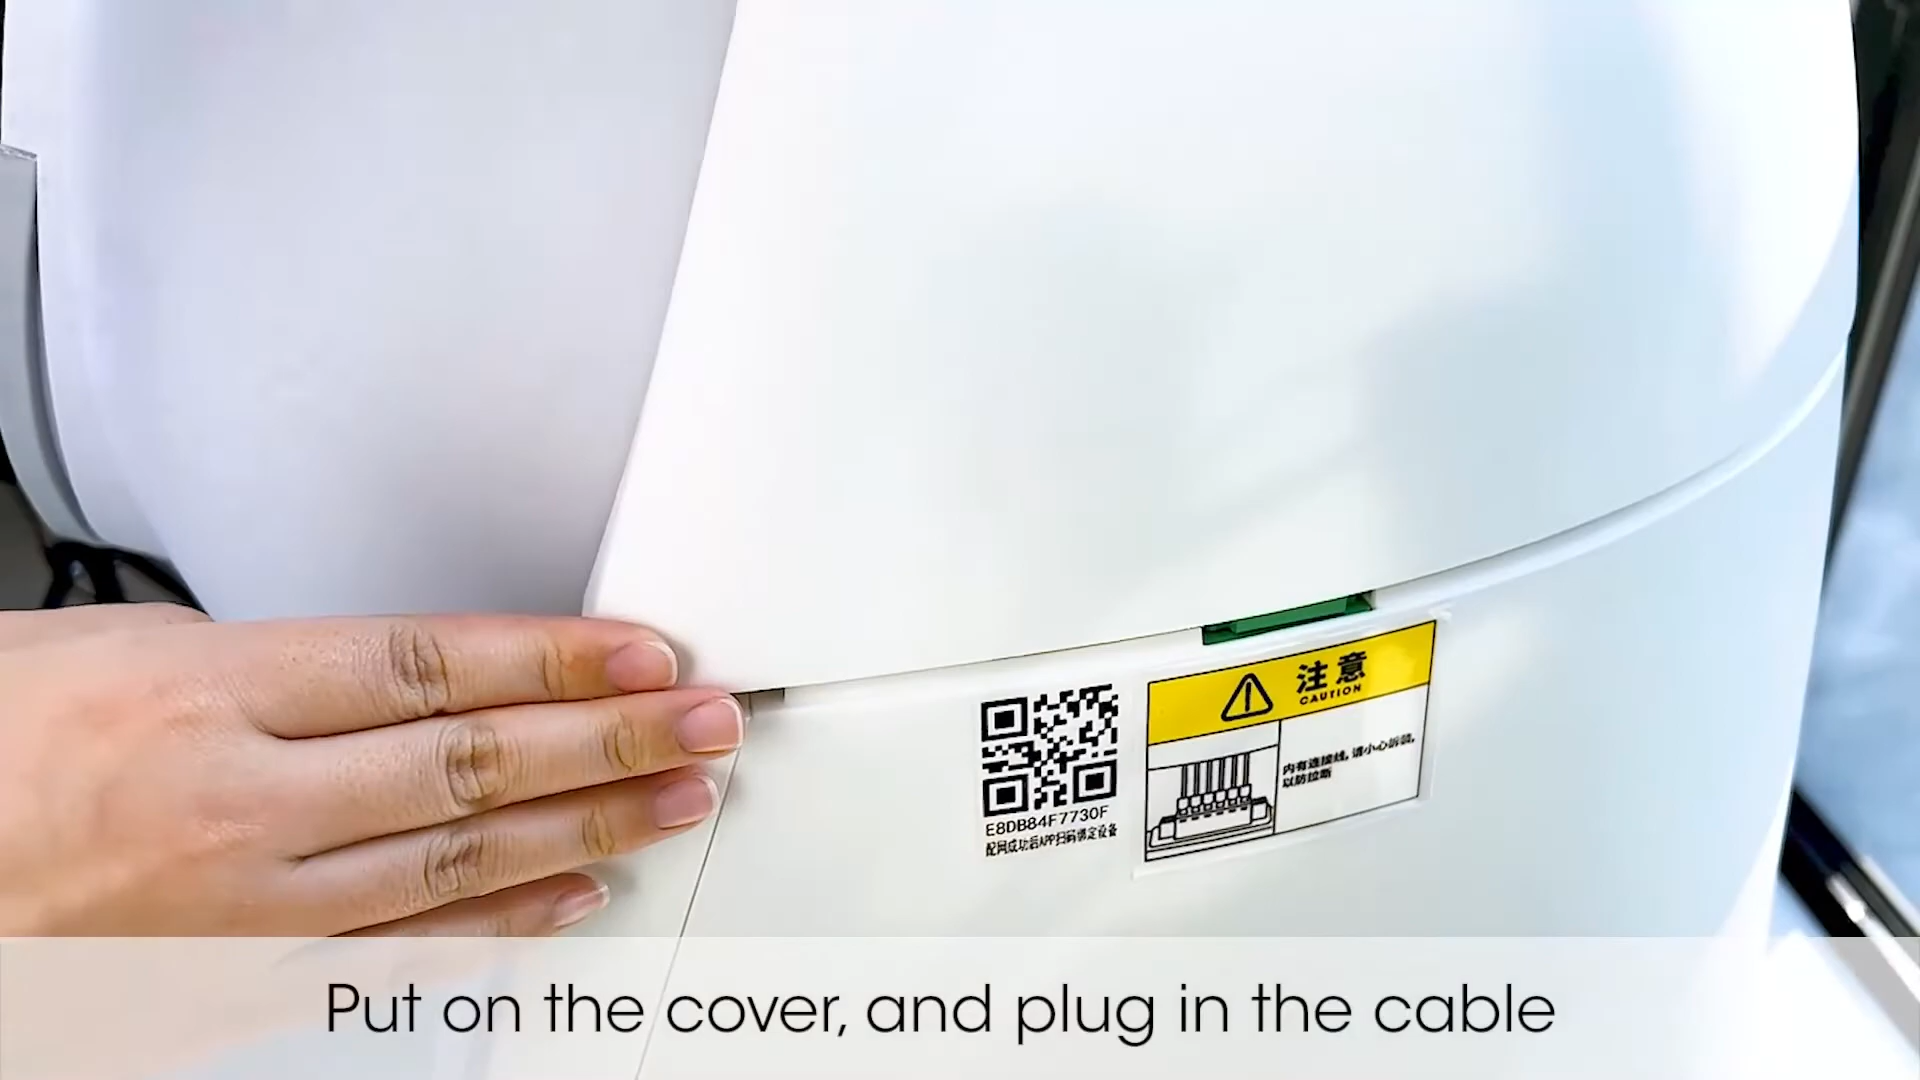 注意
CAUTION
内有连接线，请小心拆装，
以防拉断
E8DB84F7730F
配网成功后APP扫码绑定设备
Put on the cover, and plug in the cable